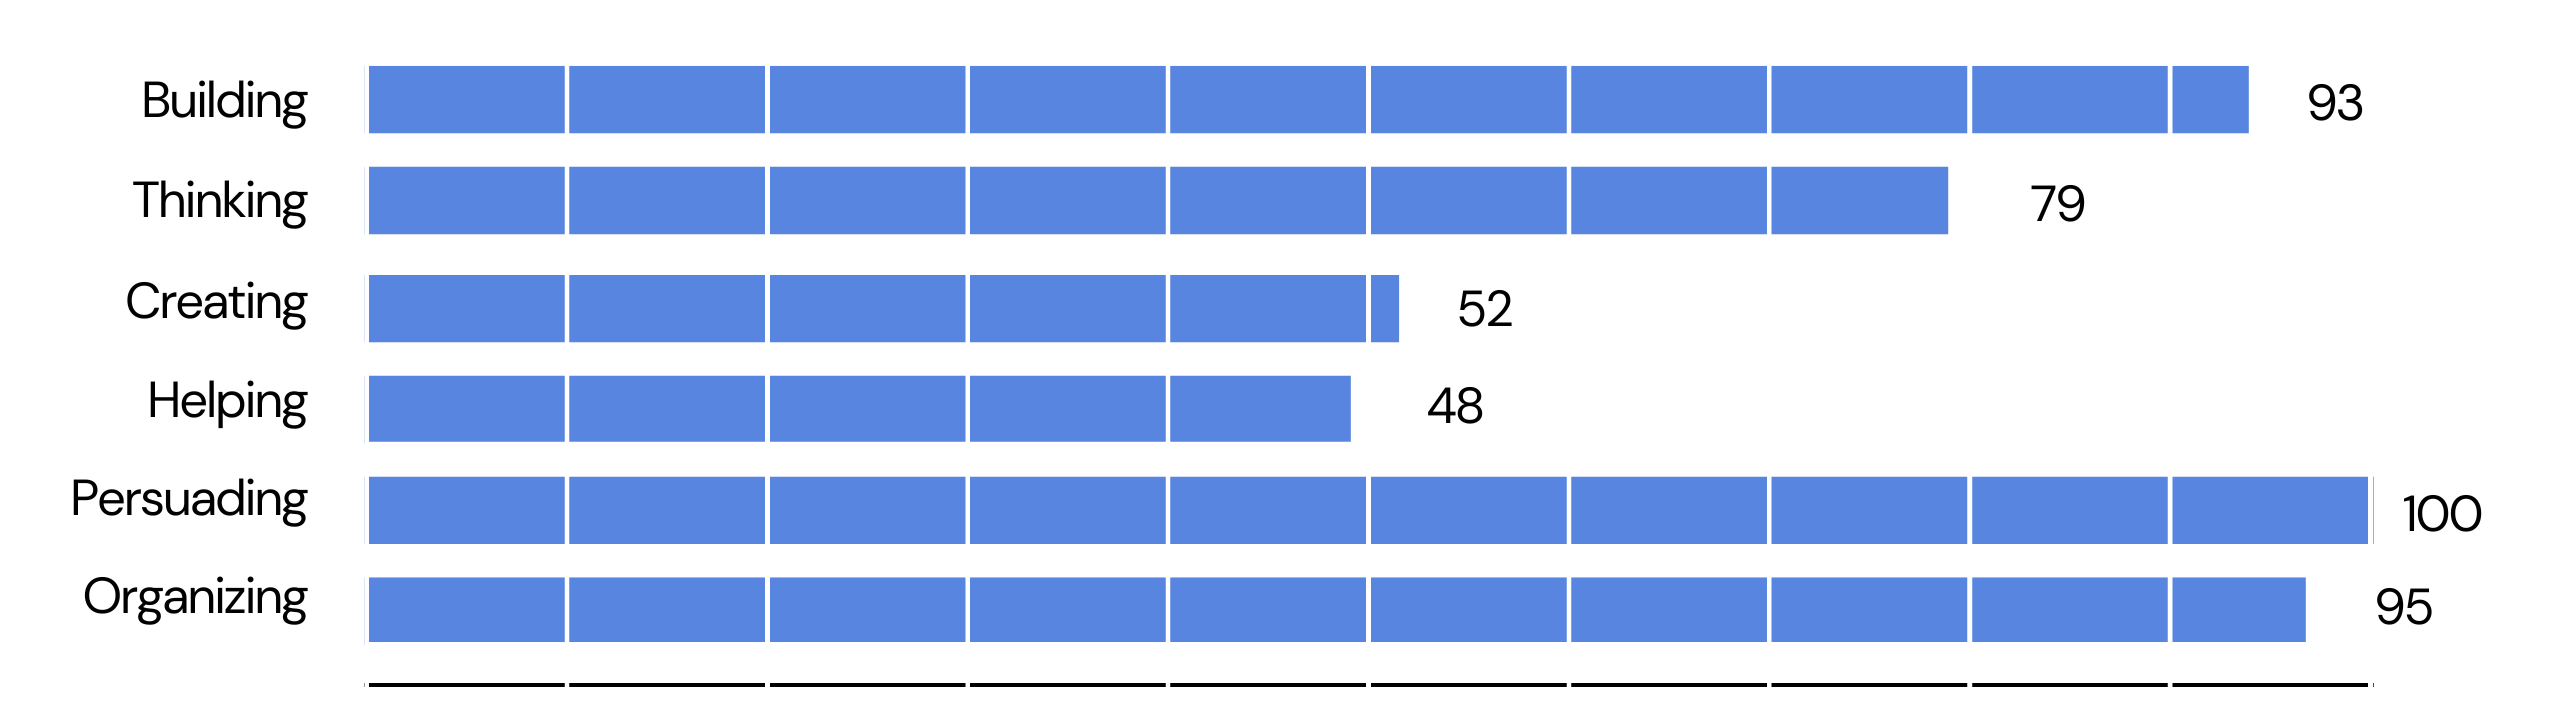 Building 93
Thinking 79
Creating 52
Helping 48
Persuading 100
Organizing 95